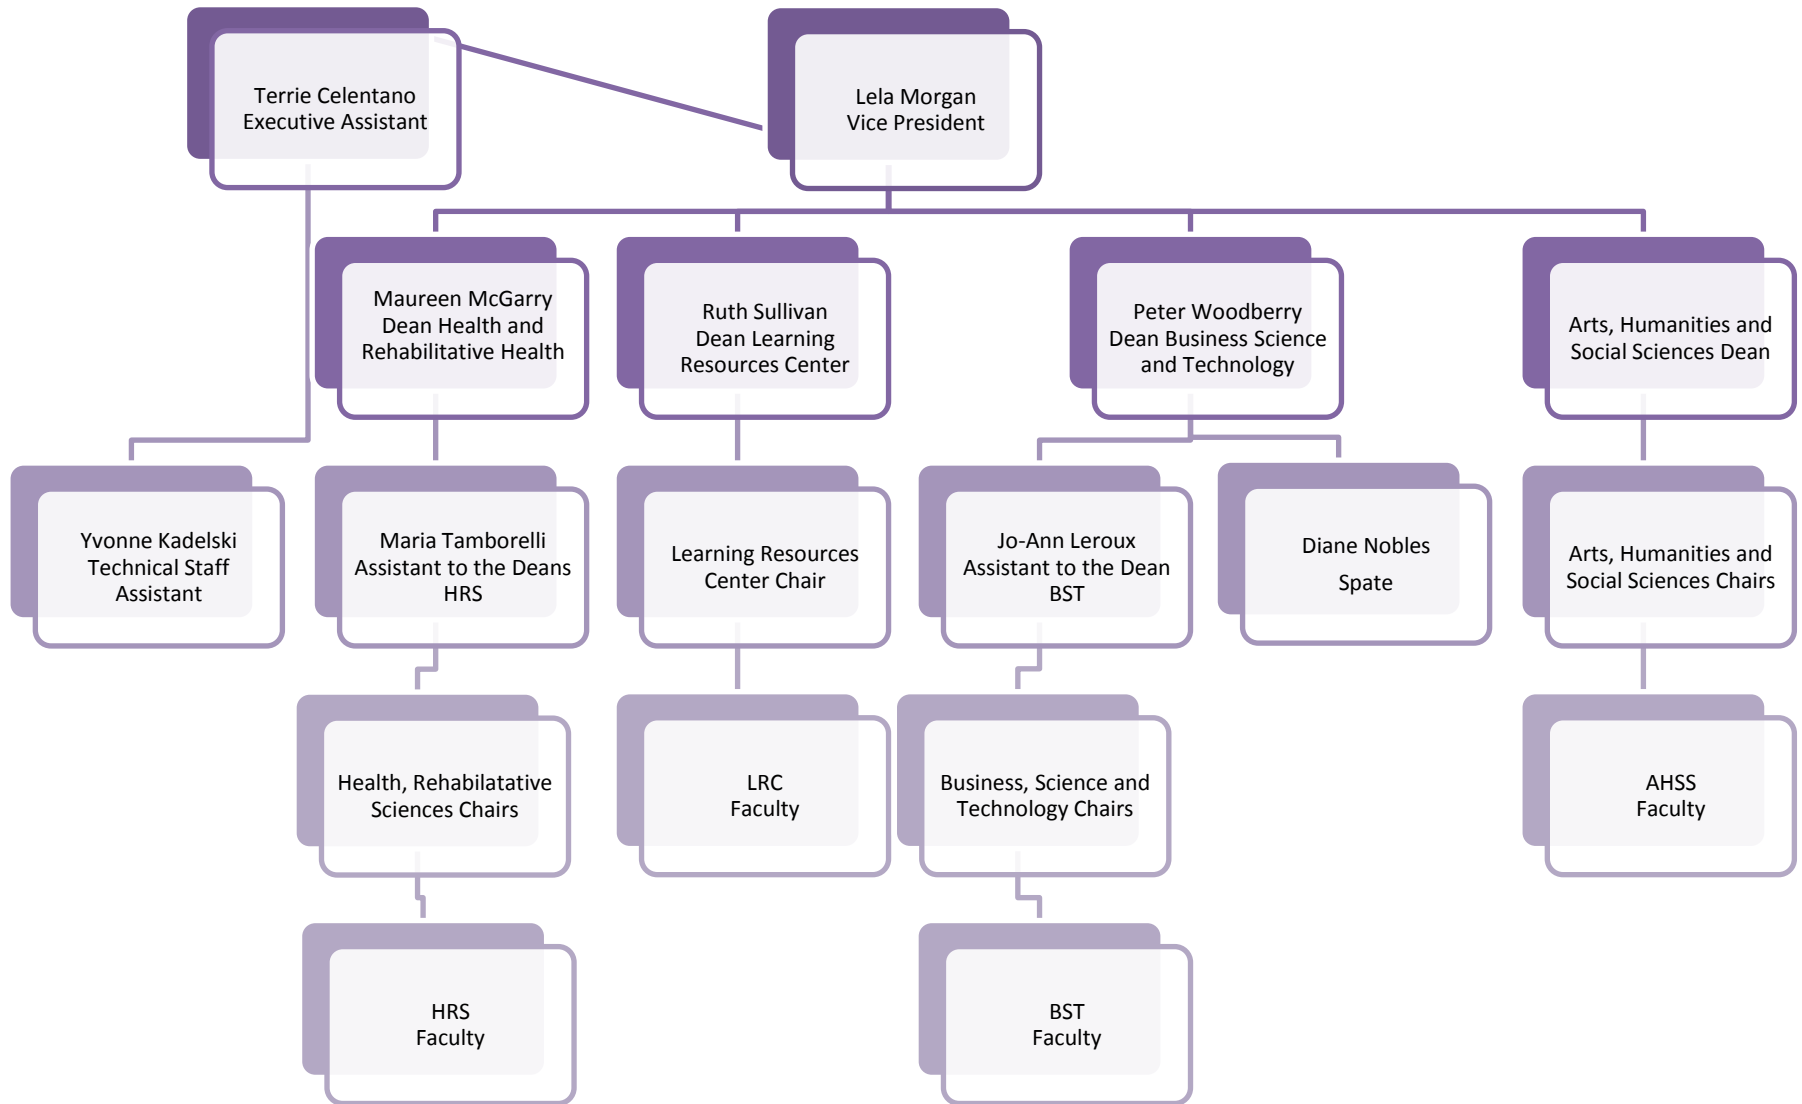 Terrie Celentano
Executive Assistant
Lela Morgan
Vice President
Maureen McGarry
Dean Health and
Rehabilitative Health
Ruth Sullivan
Dean Learning
Resources Center
Peter Woodberry
Dean Business Science
and Technology
Arts, Humanities and
Social Sciences Dean
Yvonne Kadelski
Technical Staff
Assistant
Maria Tamborelli
Assistant to the Deans
HRS
Learning Resources
Center Chair
Jo-Ann Leroux
Assistant to the Dean
BST
Diane Nobles
Spate
Arts, Humanities and
Social Sciences Chairs
Health, Rehabilatative
Sciences Chairs
LRC
Faculty
Business, Science and
Technology Chairs
AHSS
Faculty
HRS
Faculty
BST
Faculty